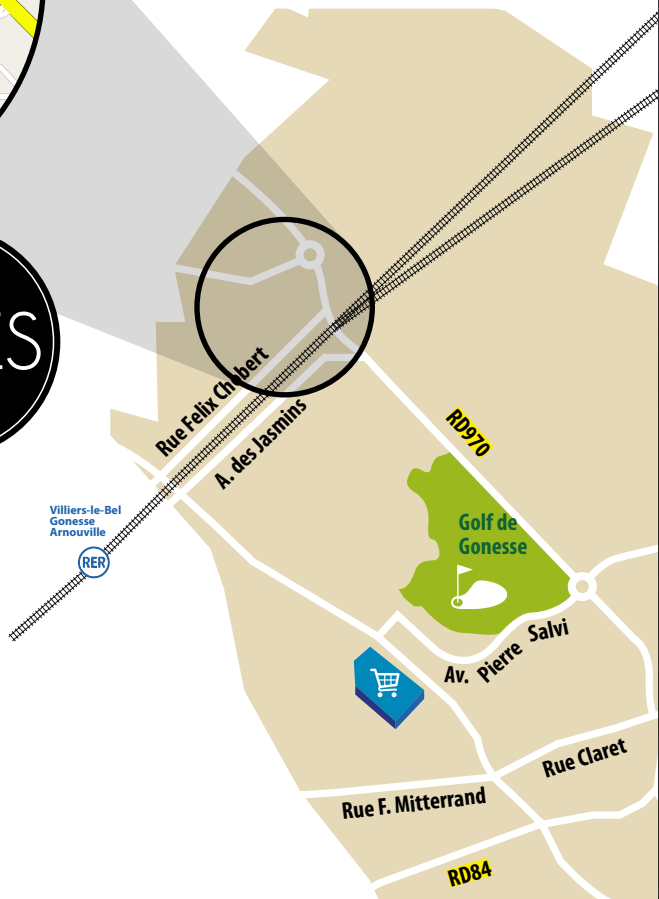 ES
Rue Felix Chobert
A. des Jasmins
RD970
Villiers-le-Bel
Gonesse
Arnouville
RER
Golf de
Gonesse
Av. Pierre Salvi
Rue Claret
Rue F. Mitterrand
RD84